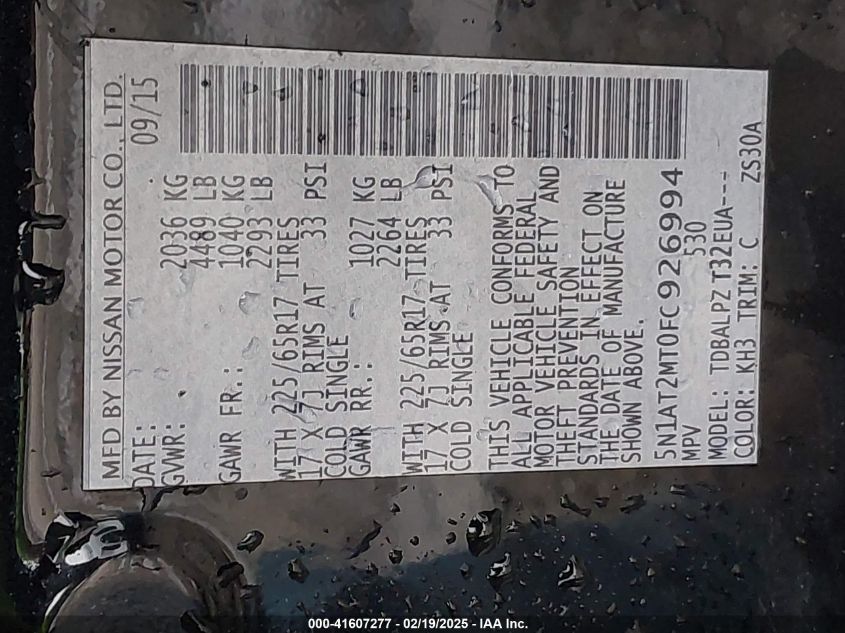 MFD BY NISSAN MOTOR CO., LTD.
DATE: 09/15
GVWR: 2036 KG
4489 LB
GAWR FR.: 1040 KG
2293 LB
WITH 225/65R17 TIRES
17 X 7J RIMS AT 33 PSI
COLD SINGLE
GAWR RR.: 1027 KG
2264 LB
WITH 225/65R17 TIRES
17 X 7J RIMS AT 33 PSI
COLD SINGLE
THIS VEHICLE CONFORMS TO
ALL APPLICABLE FEDERAL
MOTOR VEHICLE SAFETY AND
THEFT PREVENTION
STANDARDS IN EFFECT ON
THE DATE OF MANUFACTURE
SHOWN ABOVE.
5N1AT2MT0FC926994
MPV 530
MODEL: TDBALPZ T32EUA---
COLOR: KH3 TRIM: C ZS30A
000-41607277 - 02/19/2025 - IAA Inc.